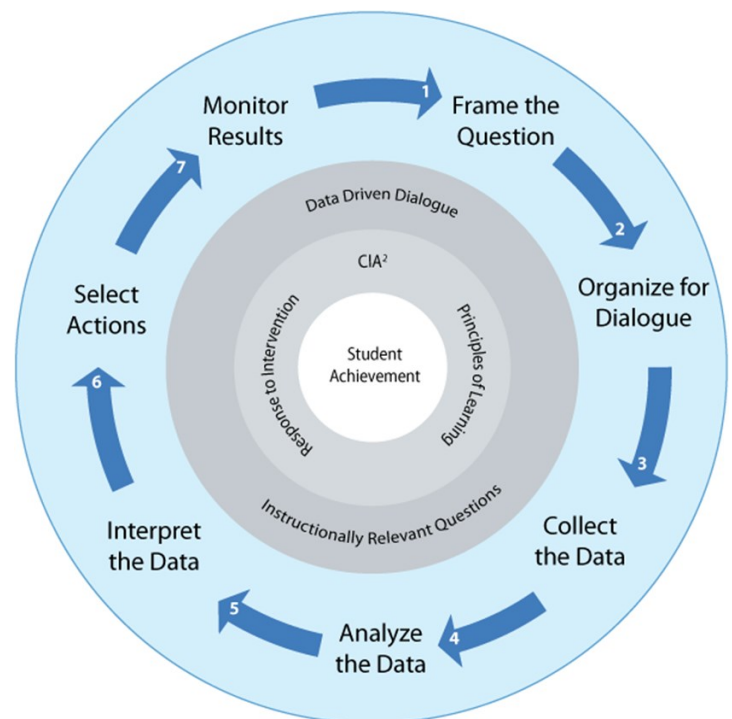 1
Frame the
Question
2
Organize for
Dialogue
3
Collect
the Data
4
Analyze
the Data
5
Interpret
the Data
6
Select
Actions
7
Monitor
Results
Data Driven Dialogue
Instructionally Relevant Questions
CIA²
Principles of Learning
Response to Intervention
Student
Achievement